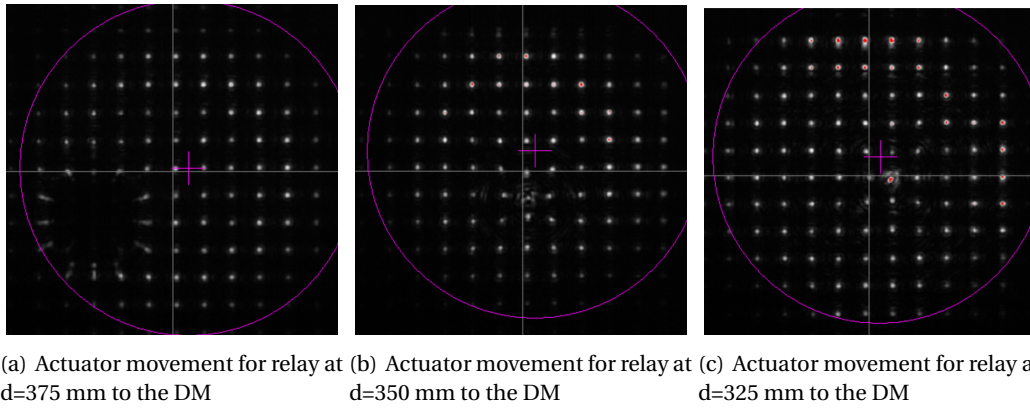 (a) Actuator movement for relay at
d=375 mm to the DM
(b) Actuator movement for relay at
d=350 mm to the DM
(c) Actuator movement for relay a
d=325 mm to the DM